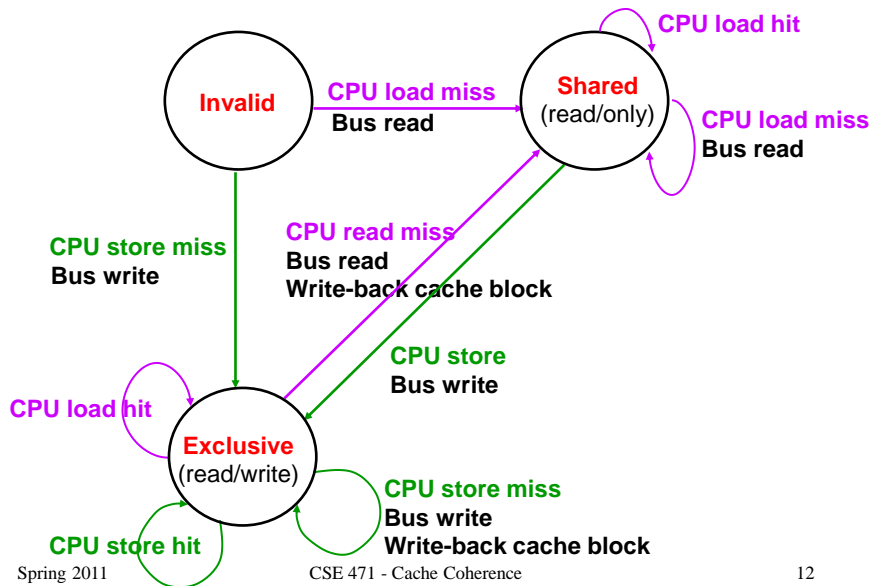 CPU load hit
Invalid
Shared
(read/only)
CPU load miss
Bus read
CPU load miss
Bus read
CPU store miss
Bus write
CPU read miss
Bus read
Write-back cache block
CPU store
Bus write
CPU load hit
Exclusive
(read/write)
CPU store miss
Bus write
Write-back cache block
CPU store hit
Spring 2011
CSE 471 - Cache Coherence
12